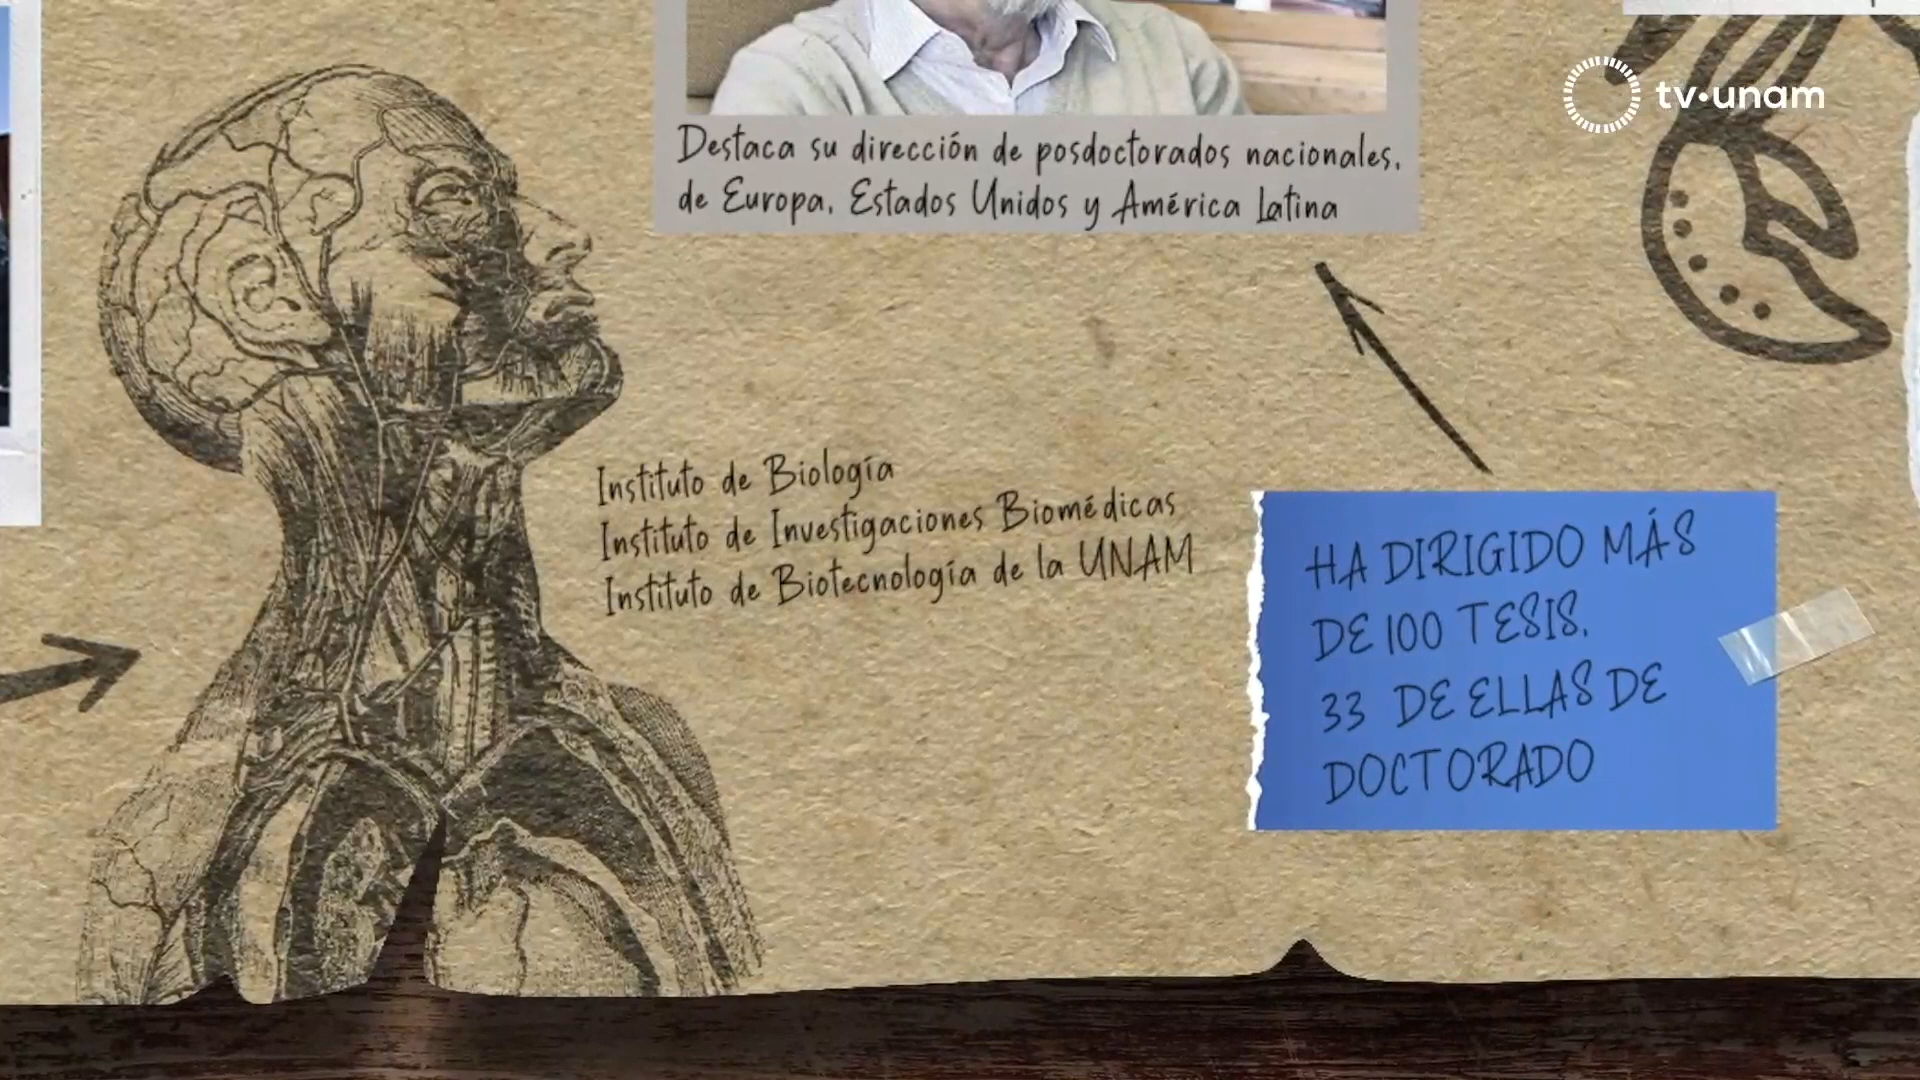 tv•unam
Destaca su dirección de posdoctorados nacionales,
de Europa, Estados Unidos y América Latina
Instituto de Biología
Instituto de Investigaciones Biomédicas
Instituto de Biotecnología de la UNAM
HA DIRIGIDO MÁS
DE 100 TESIS,
33 DE ELLAS DE
DOCTORADO